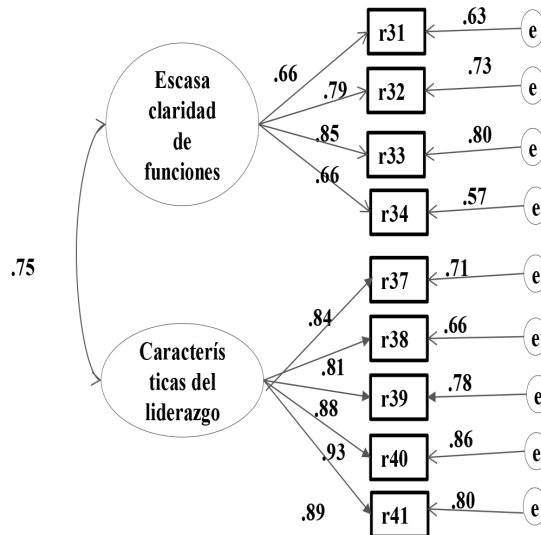 r31
.63
e
.66
Escasa
claridad
de
funciones
.79
r32
.73
e
.85
r33
.80
e
.66
r34
.57
e
.75
r37
.71
e
.84
r38
.66
e
Caracterís
ticas del
liderazgo
.81
r39
.78
e
.88
r40
.86
e
.93
r41
.80
e
.89